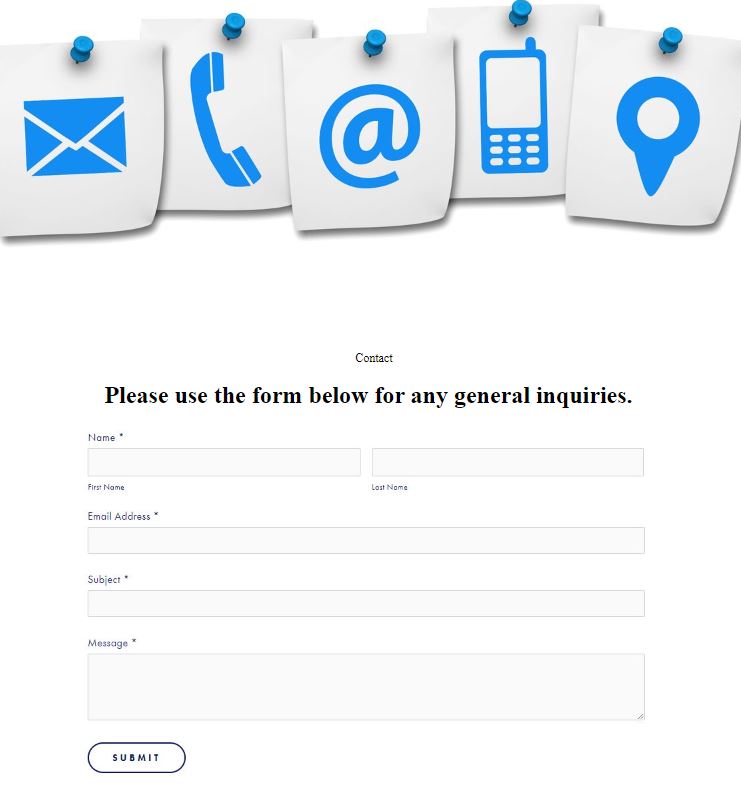 @
Contact
Please use the form below for any general inquiries.
Name *
First Name
Last Name
Email Address *
Subject *
Message *
SUBMIT